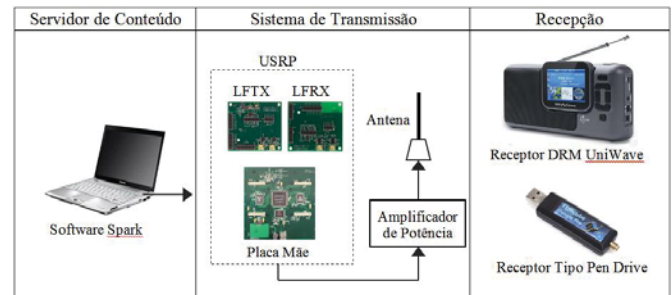 Servidor de Conteúdo
Sistema de Transmissão
Recepção
USRP
LFTX LFRX
Antena
Receptor DRM UniWave
Software Spark
Placa Mãe
Amplificador
de Potência
Receptor Tipo Pen Drive